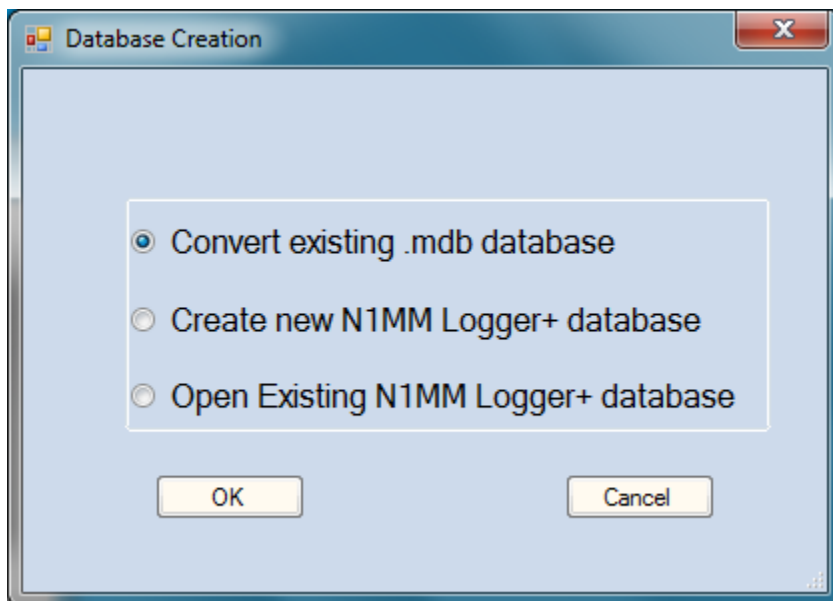 Database Creation
Convert existing .mdb database
Create new N1MM Logger+ database
Open Existing N1MM Logger+ database
OK
Cancel